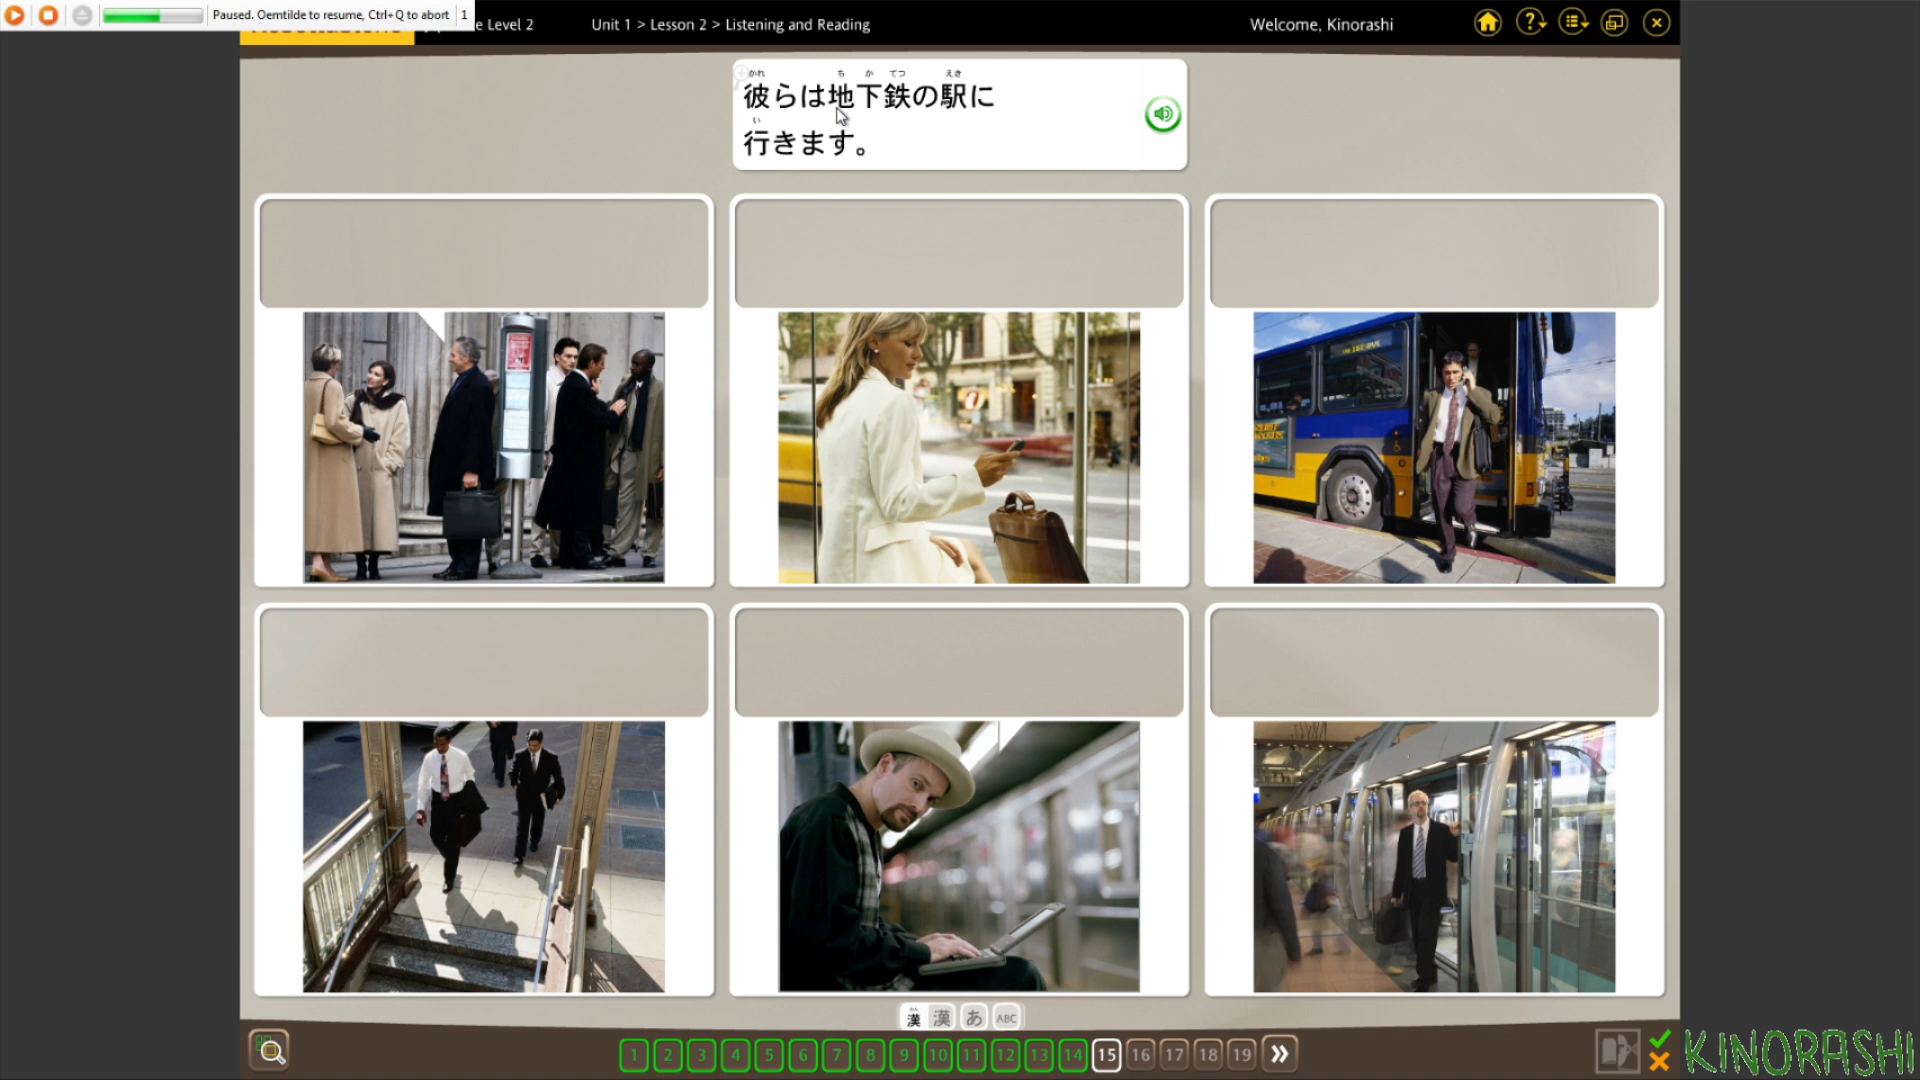 Paused. Oemtilde to resume, Ctrl+Q to abort
1
e Level 2
Unit 1 > Lesson 2 > Listening and Reading
Welcome, Kinorashi
かれ ち か てつ えき
彼らは地下鉄の駅に
い
行きます。
かん
漢 漢 あ ABC
1 2 3 4 5 6 7 8 9 10 11 12 13 14 15 16 17 18 19
KINORASHI